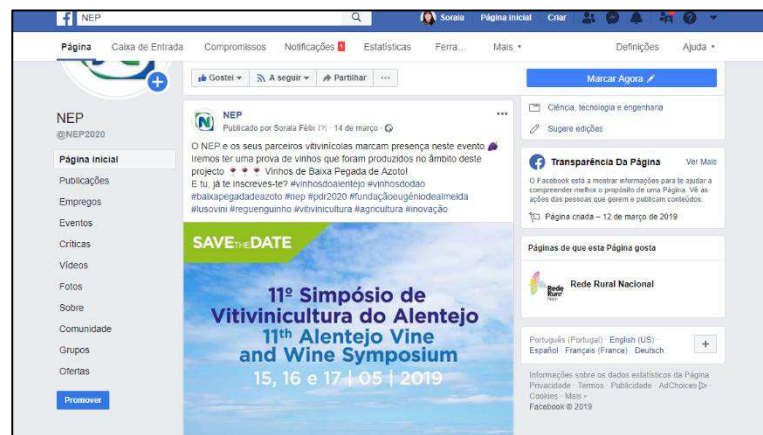 NEP
Soraia Página inicial Criar
Página Caixa de Entrada Compromissos Notificações 1 Estatísticas Ferra... Mais Definições Ajuda
Gostei A seguir Partilhar ...
Marcar Agora
NEP
@NEP2020
Página inicial
Publicações
Empregos
Eventos
Críticas
Vídeos
Fotos
Sobre
Comunidade
Grupos
Ofertas
Promover
NEP
Publicado por Soraia Félix [?] · 14 de março ·
O NEP e os seus parceiros vitivinícolas marcam presença neste evento
Iremos ter uma prova de vinhos que foram produzidos no âmbito deste
projecto Vinhos de Baixa Pegada de Azoto!
E tu, já te inscreves-te? #vinhosdoalentejo #vinhosdodao
#baixapegadadeazoto #nep #pdr2020 #fundaçãoeugéniodealmeida
#lusovini #reguenguinho #vitivinicultura #agricultura #inovação
SAVE THE DATE
11º Simpósio de
Vitivinicultura do Alentejo
11th Alentejo Vine
and Wine Symposium
15, 16 e 17 | 05 | 2019
Ciência, tecnologia e engenharia
Sugere edições
Transparência Da Página Ver Mais
O Facebook está a mostrar informações para te ajudar a
compreender melhor o propósito de uma Página. Vê as
ações das pessoas que gerem e publicam conteúdos.
Página criada – 12 de março de 2019
Páginas de que esta Página gosta
Rede Rural Nacional
Português (Portugal) · English (US) ·
Español · Français (France) · Deutsch
+
Informações sobre os dados estatísticos da Página
Privacidade · Termos · Publicidade · AdChoices ·
Cookies · Mais
Facebook © 2019